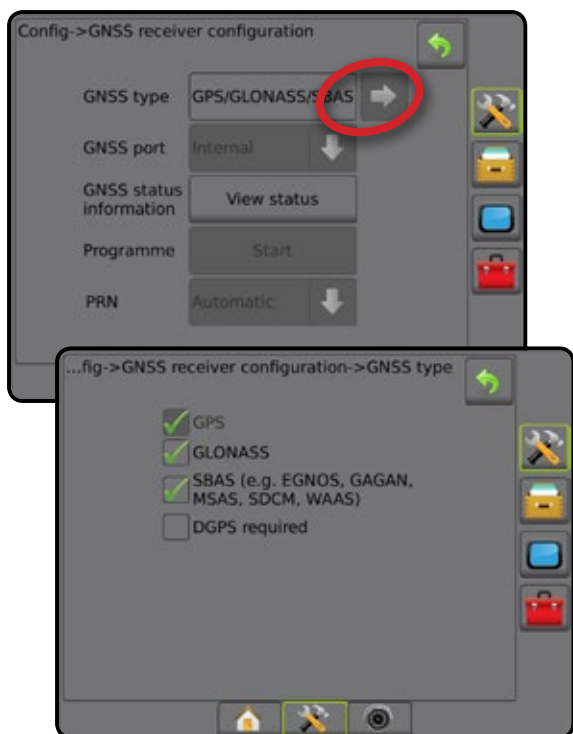 Config->GNSS receiver configuration
GNSS type GPS/GLONASS/SBAS
GNSS port Internal
GNSS status
information
View status
Programme Start
PRN Automatic
...fig->GNSS receiver configuration->GNSS type
GPS
GLONASS
SBAS (e.g. EGNOS, GAGAN,
MSAS, SDCM, WAAS)
DGPS required